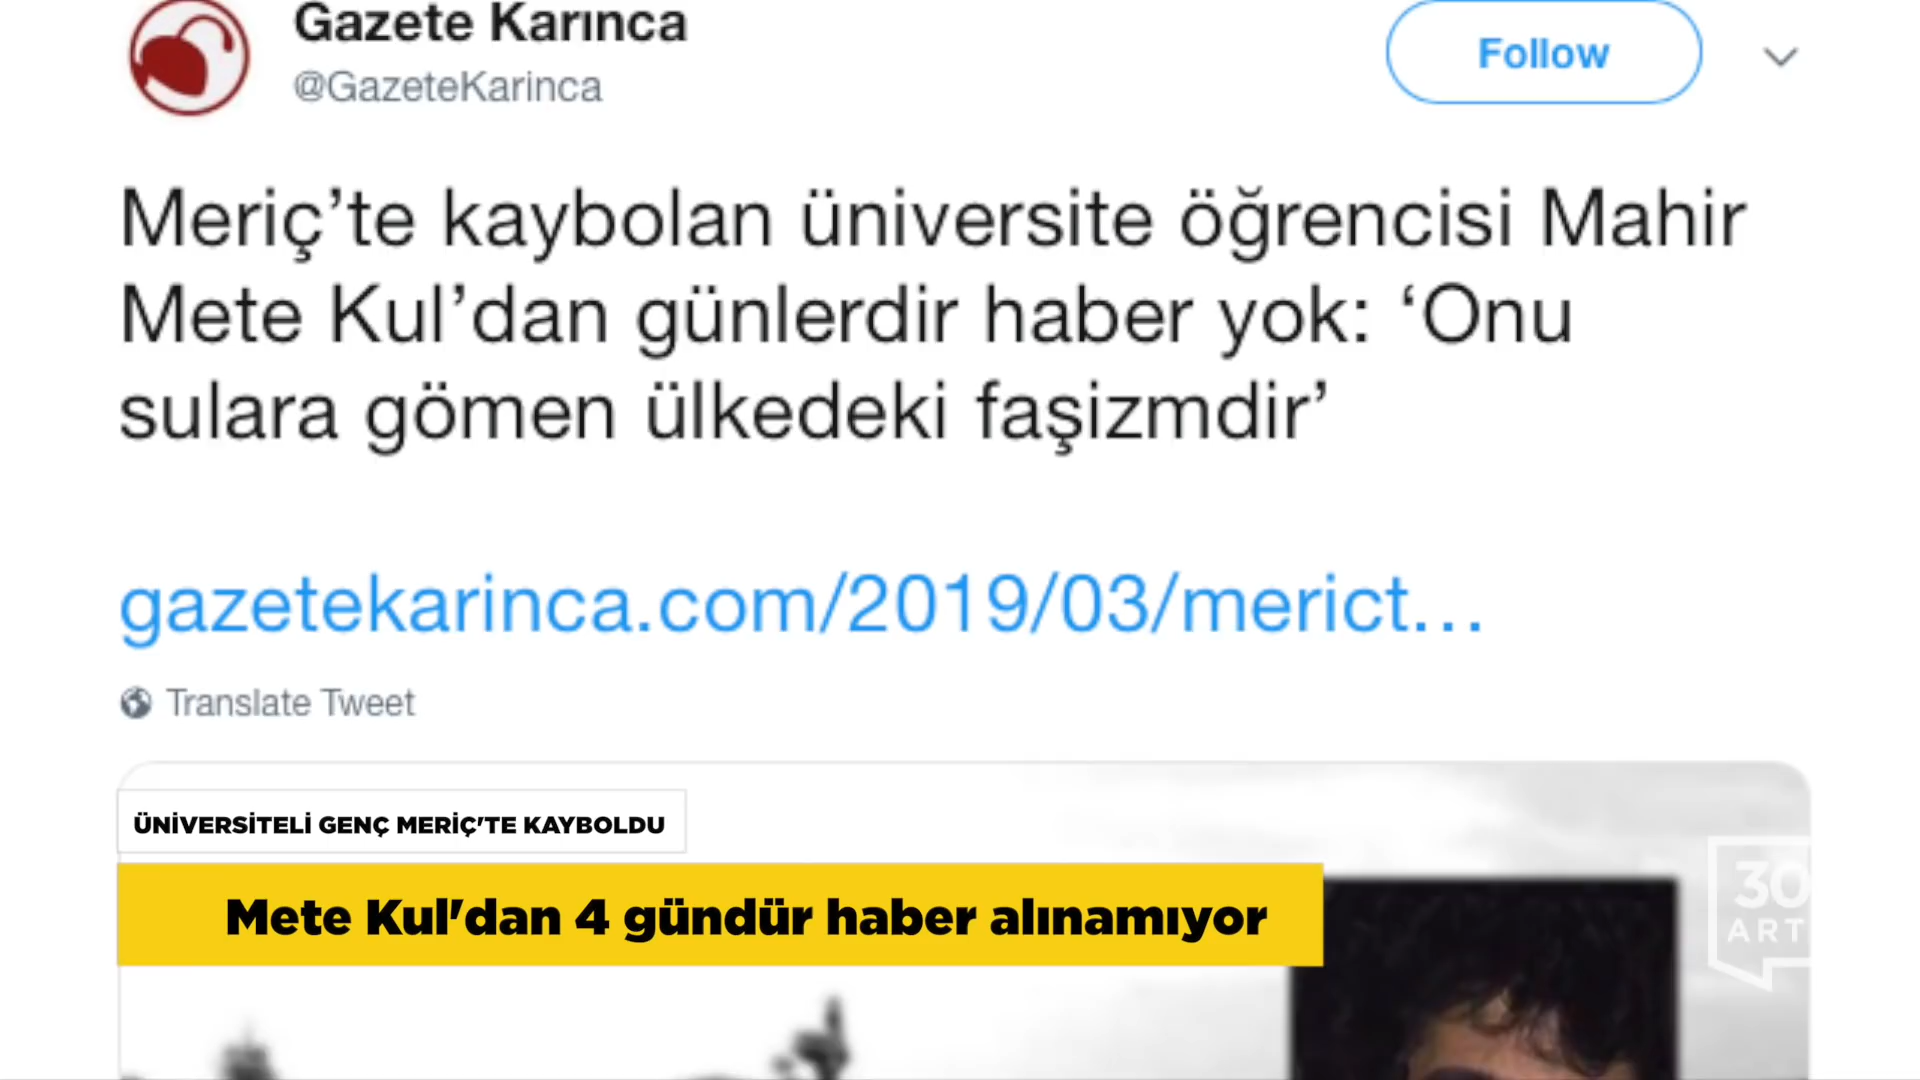 Gazete Karınca
@GazeteKarinca
Follow
Meriç’te kaybolan üniversite öğrencisi Mahir
Mete Kul’dan günlerdir haber yok: ‘Onu
sulara gömen ülkedeki faşizmdir’
gazetekarinca.com/2019/03/merict...
Translate Tweet
ÜNİVERSİTELİ GENÇ MERİÇ'TE KAYBOLDU
Mete Kul'dan 4 gündür haber alınamıyor
30
ART